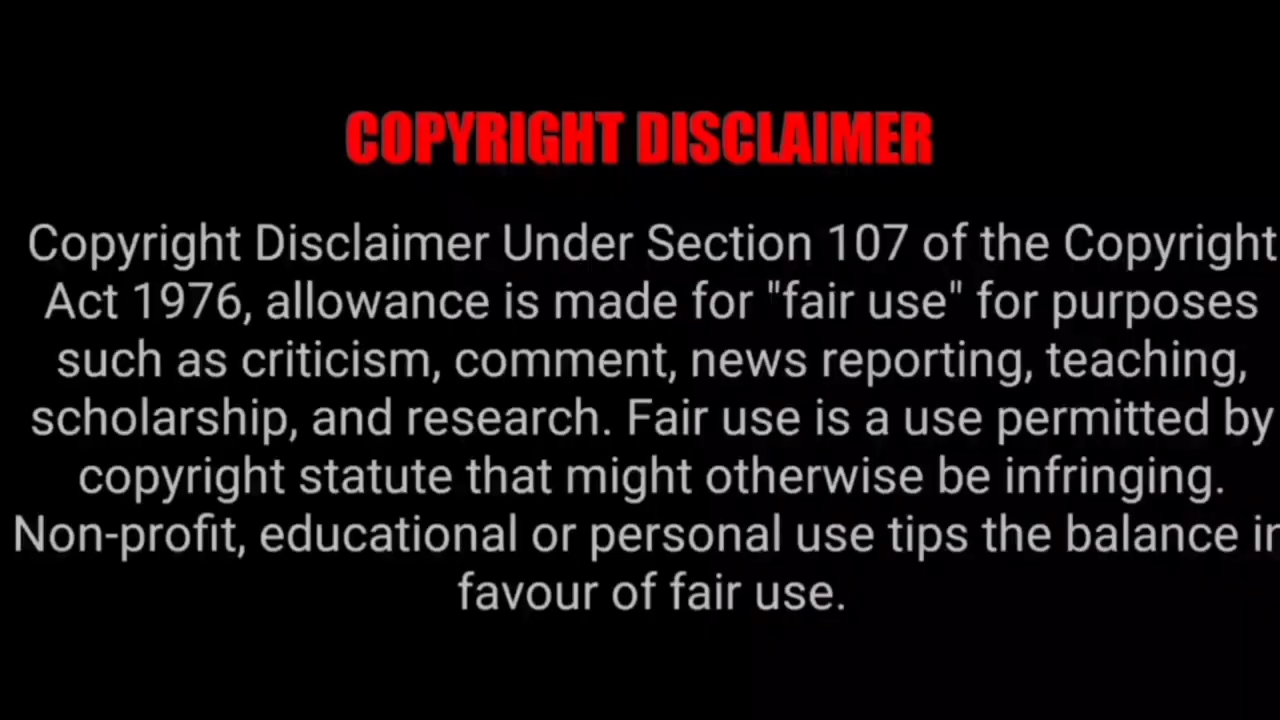 COPYRIGHT DISCLAIMER
Copyright Disclaimer Under Section 107 of the Copyright
Act 1976, allowance is made for "fair use" for purposes
such as criticism, comment, news reporting, teaching,
scholarship, and research. Fair use is a use permitted by
copyright statute that might otherwise be infringing.
Non-profit, educational or personal use tips the balance in
favour of fair use.